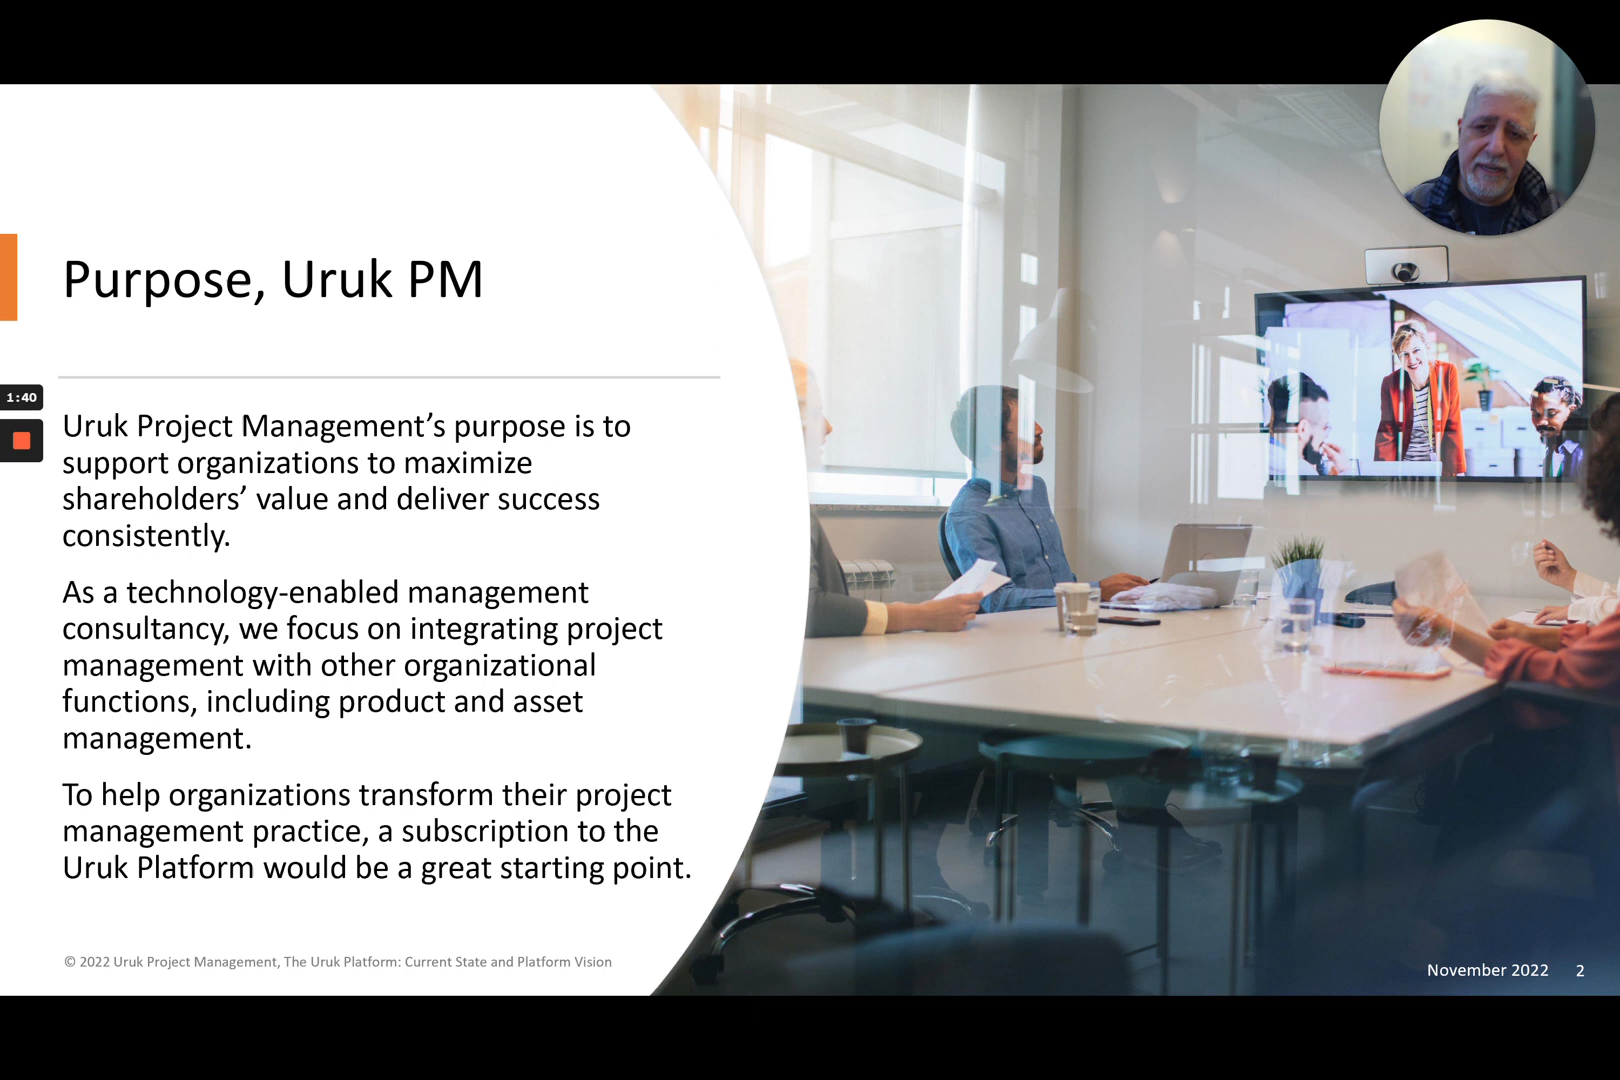 Purpose, Uruk PM
1:40
Uruk Project Management’s purpose is to
support organizations to maximize
shareholders’ value and deliver success
consistently.
As a technology-enabled management
consultancy, we focus on integrating project
management with other organizational
functions, including product and asset
management.
To help organizations transform their project
management practice, a subscription to the
Uruk Platform would be a great starting point.
© 2022 Uruk Project Management, The Uruk Platform: Current State and Platform Vision
November 2022 2